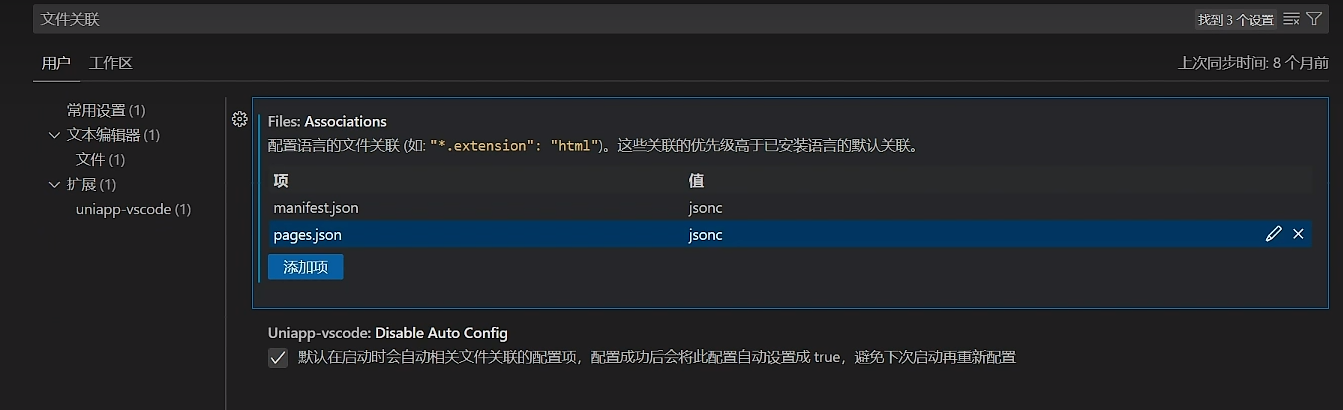 文件关联
找到 3 个设置
用户 工作区
上次同步时间: 8 个月前
常用设置 (1)
文本编辑器 (1)
文件 (1)
扩展 (1)
uniapp-vscode (1)
Files: Associations
配置语言的文件关联 (如: "*.extension": "html")。这些关联的优先级高于已安装语言的默认关联。
项 值
manifest.json jsonc
pages.json jsonc
添加项
Uniapp-vscode: Disable Auto Config
默认在启动时会自动相关文件关联的配置项，配置成功后会将此配置自动设置成 true，避免下次启动再重新配置